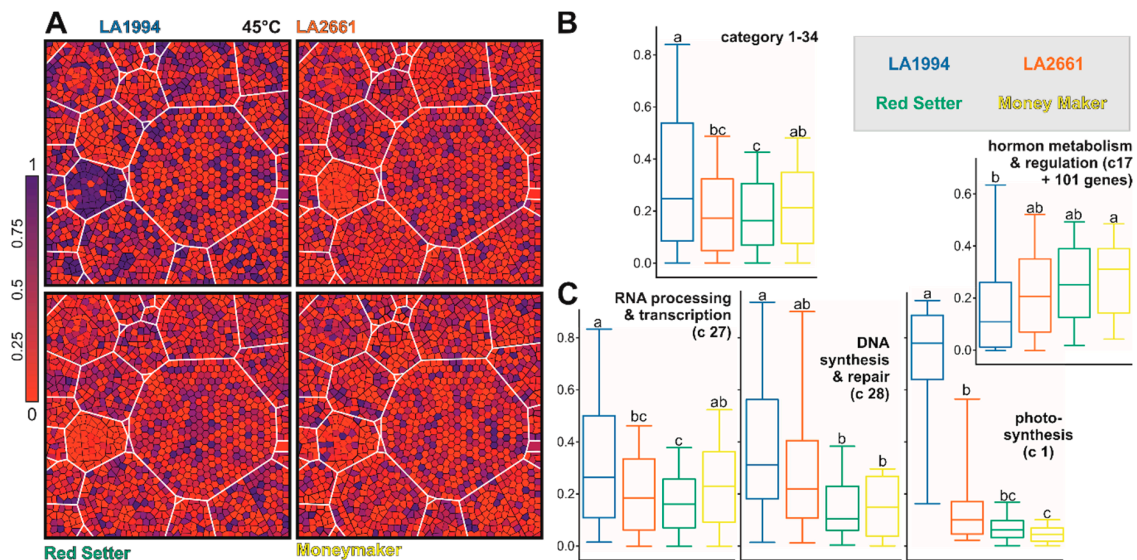 A
LA1994
45°C
LA2661
1
0.75
0.5
0.25
0
Red Setter
Moneymaker
B
category 1-34
0.8
0.6
0.4
0.2
0.0
a
bc
c
ab
LA1994
LA2661
Red Setter
Money Maker
hormon metabolism
& regulation (c17
+ 101 genes)
0.6
0.4
0.2
0.0
b
ab
ab
a
C
RNA processing
& transcription
(c 27)
0.8
0.6
0.4
0.2
0.0
a
bc
c
ab
DNA
synthesis
& repair
(c 28)
a
ab
b
b
photo-
synthesis
(c 1)
a
b
bc
c